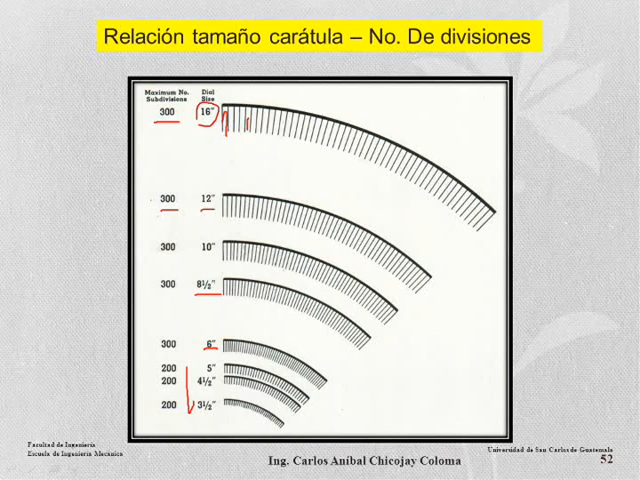 Relación tamaño carátula – No. De divisiones
Maximum No. Subdivisions
Dial Size
300 16"
300 12"
300 10"
300 8½"
300 6"
200 5"
200 4½"
200 3½"
Facultad de Ingeniería
Escuela de Ingeniería Mecánica
Ing. Carlos Aníbal Chicojay Coloma
Universidad de San Carlos de Guatemala
52